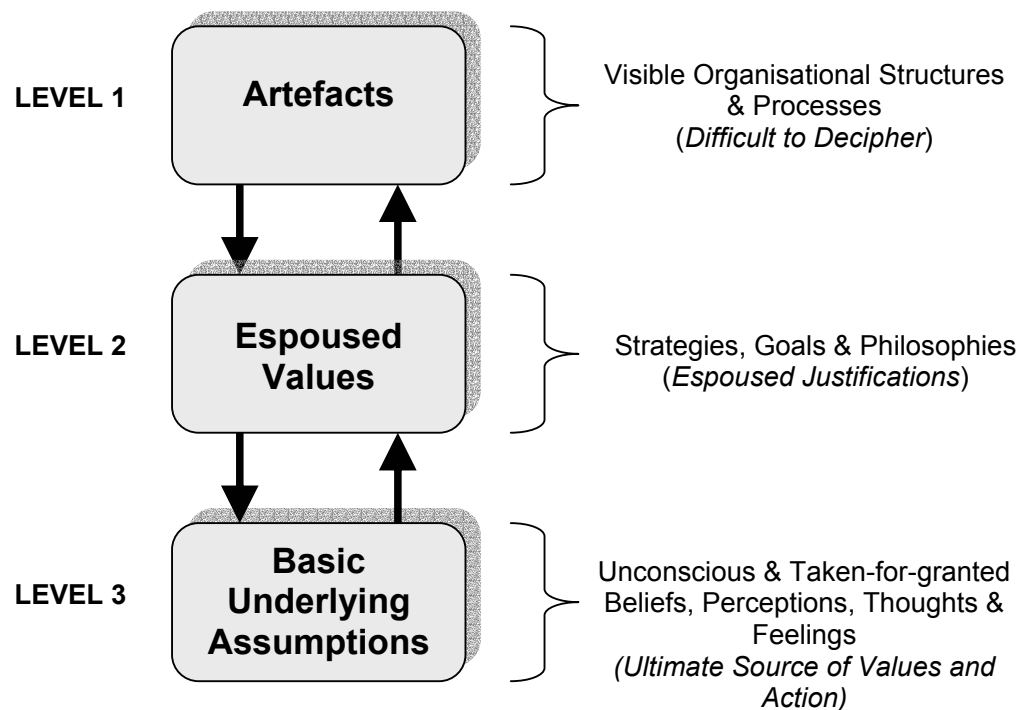 LEVEL 1
Artefacts
Visible Organisational Structures
& Processes
(Difficult to Decipher)
LEVEL 2
Espoused
Values
Strategies, Goals & Philosophies
(Espoused Justifications)
LEVEL 3
Basic
Underlying
Assumptions
Unconscious & Taken-for-granted
Beliefs, Perceptions, Thoughts &
Feelings
(Ultimate Source of Values and
Action)